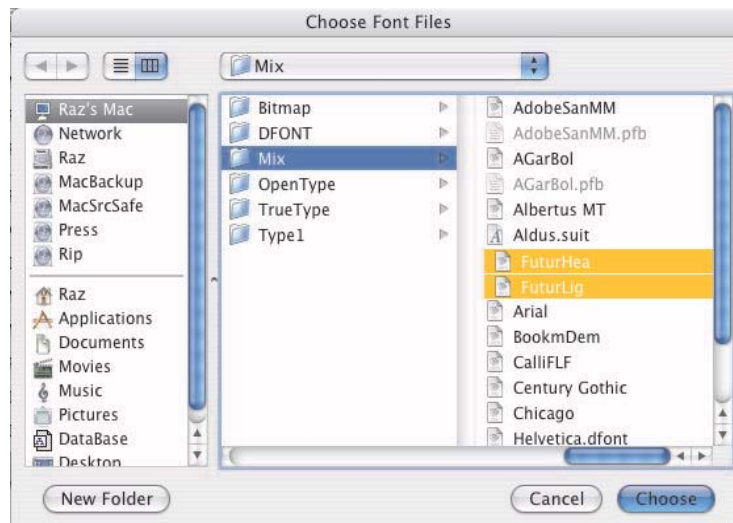 Choose Font Files
Mix
Raz's Mac
Network
Raz
MacBackup
MacSrcSafe
Press
Rip
Raz
Applications
Documents
Movies
Music
Pictures
DataBase
Desktop
Bitmap
DFONT
Mix
OpenType
TrueType
Type1
AdobeSanMM
AdobeSanMM.pfb
AGarBol
AGarBol.pfb
Albertus MT
Aldus.suit
FuturHea
FuturLig
Arial
BookmDem
CalliFLF
Century Gothic
Chicago
Helvetica.dfont
New Folder
Cancel
Choose